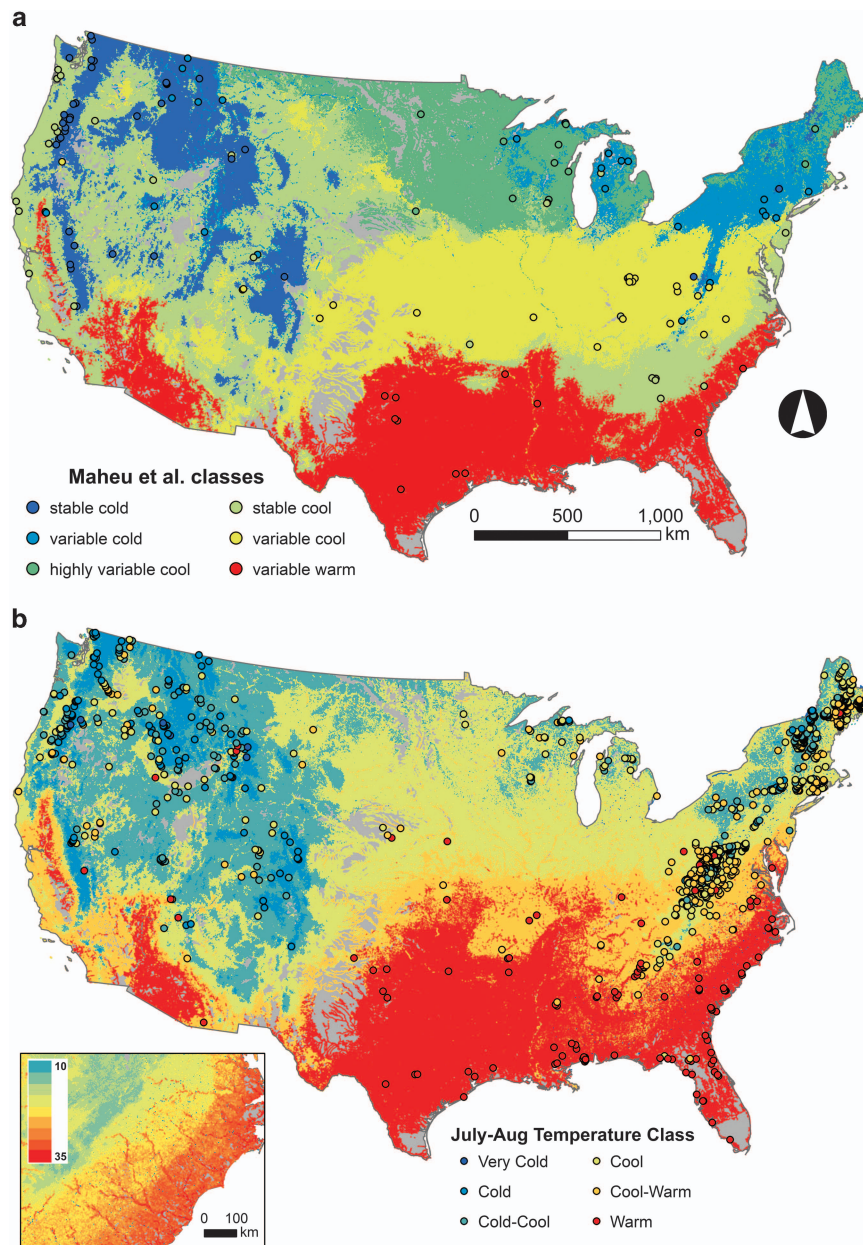 a
Maheu et al. classes
stable cold
stable cool
variable cold
variable cool
highly variable cool
variable warm
0 500 1,000
km
b
10
35
0 100
km
July-Aug Temperature Class
Very Cold
Cool
Cold
Cool-Warm
Cold-Cool
Warm